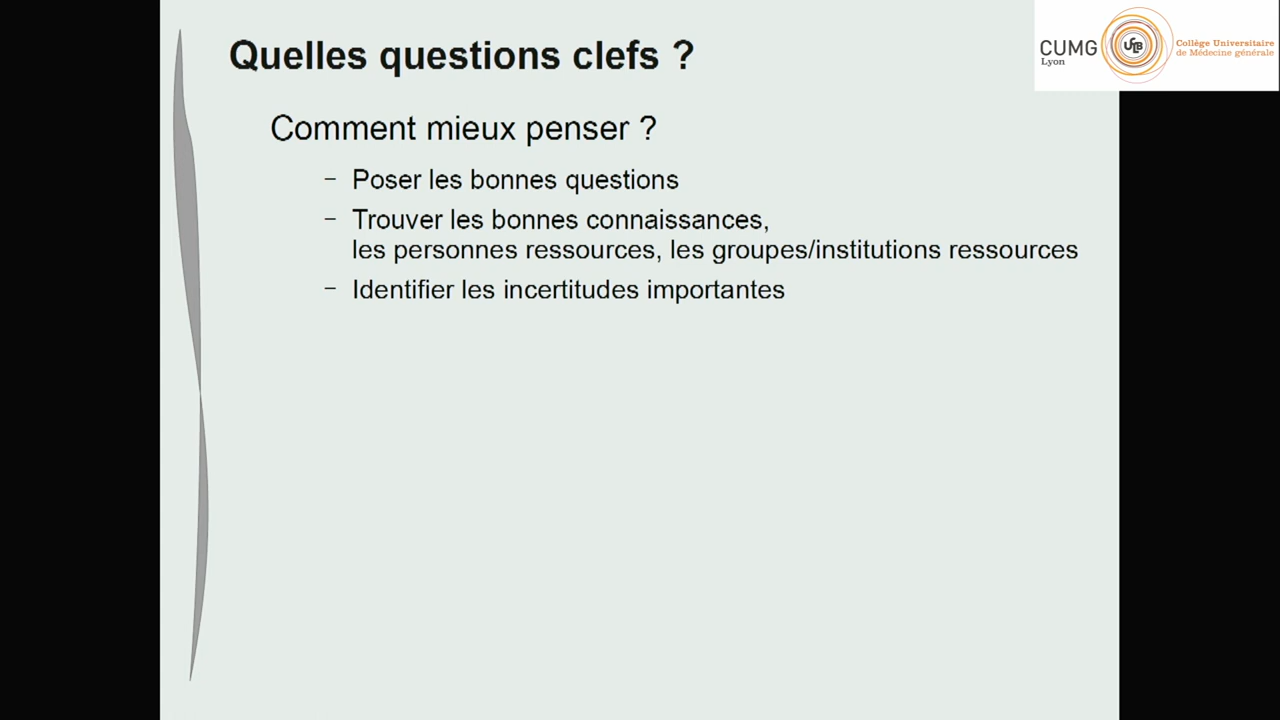 Quelles questions clefs ?
CUMG
Lyon
UCLB
Collège Universitaire
de Médecine générale
Comment mieux penser ?
– Poser les bonnes questions
– Trouver les bonnes connaissances,
les personnes ressources, les groupes/institutions ressources
– Identifier les incertitudes importantes